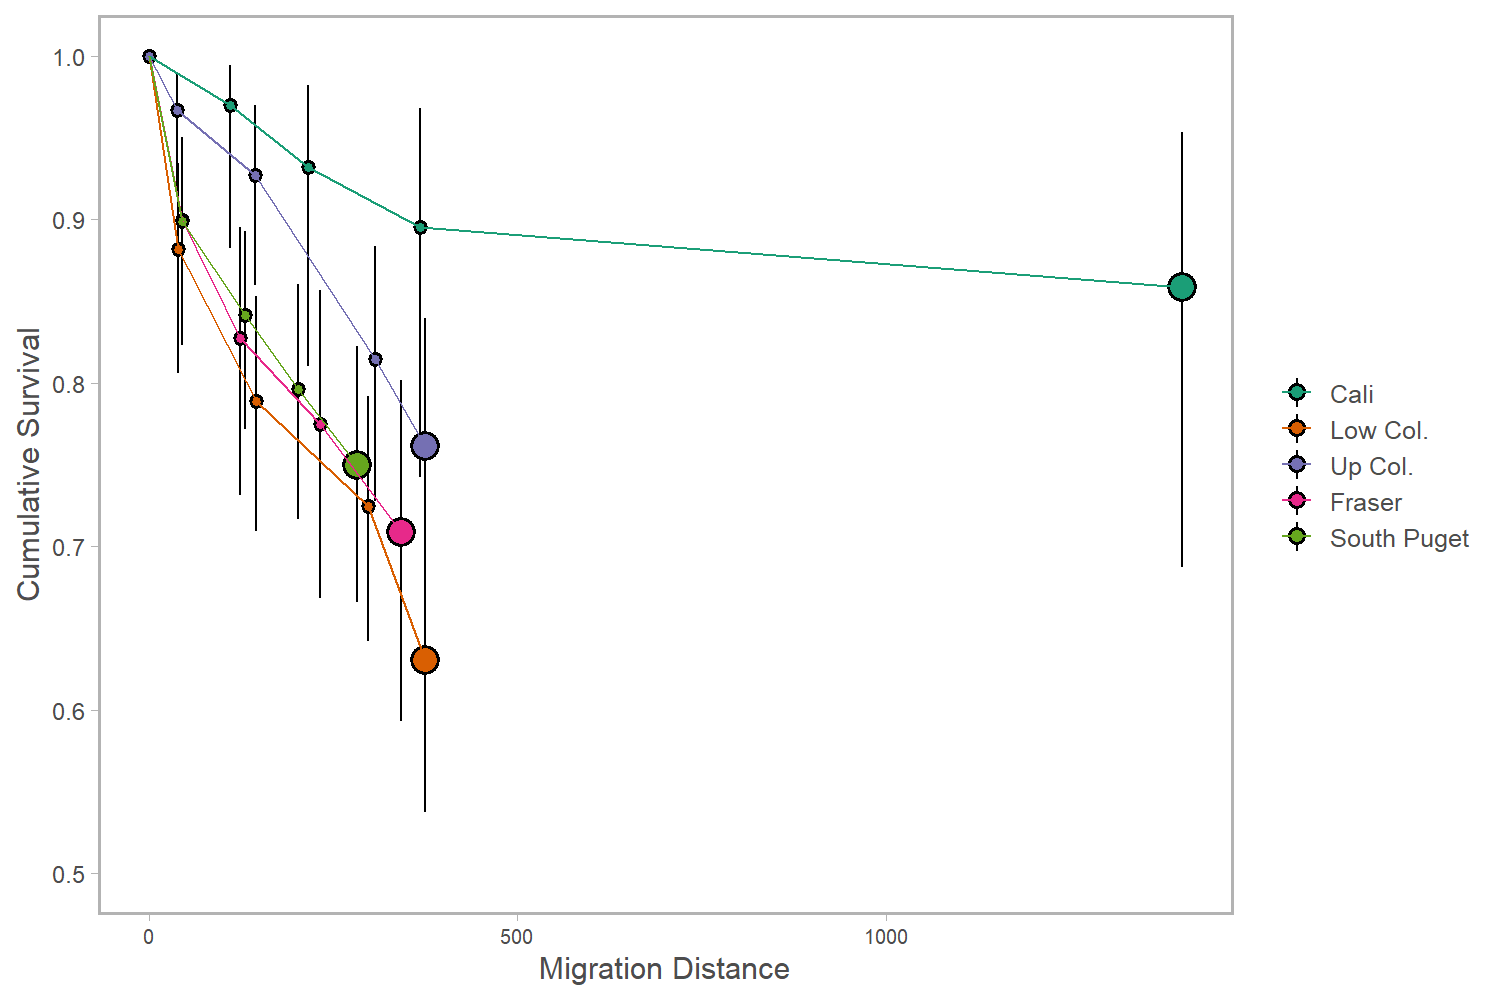 Cumulative Survival
1.0
0.9
0.8
0.7
0.6
0.5
0
500
1000
Migration Distance
Cali
Low Col.
Up Col.
Fraser
South Puget